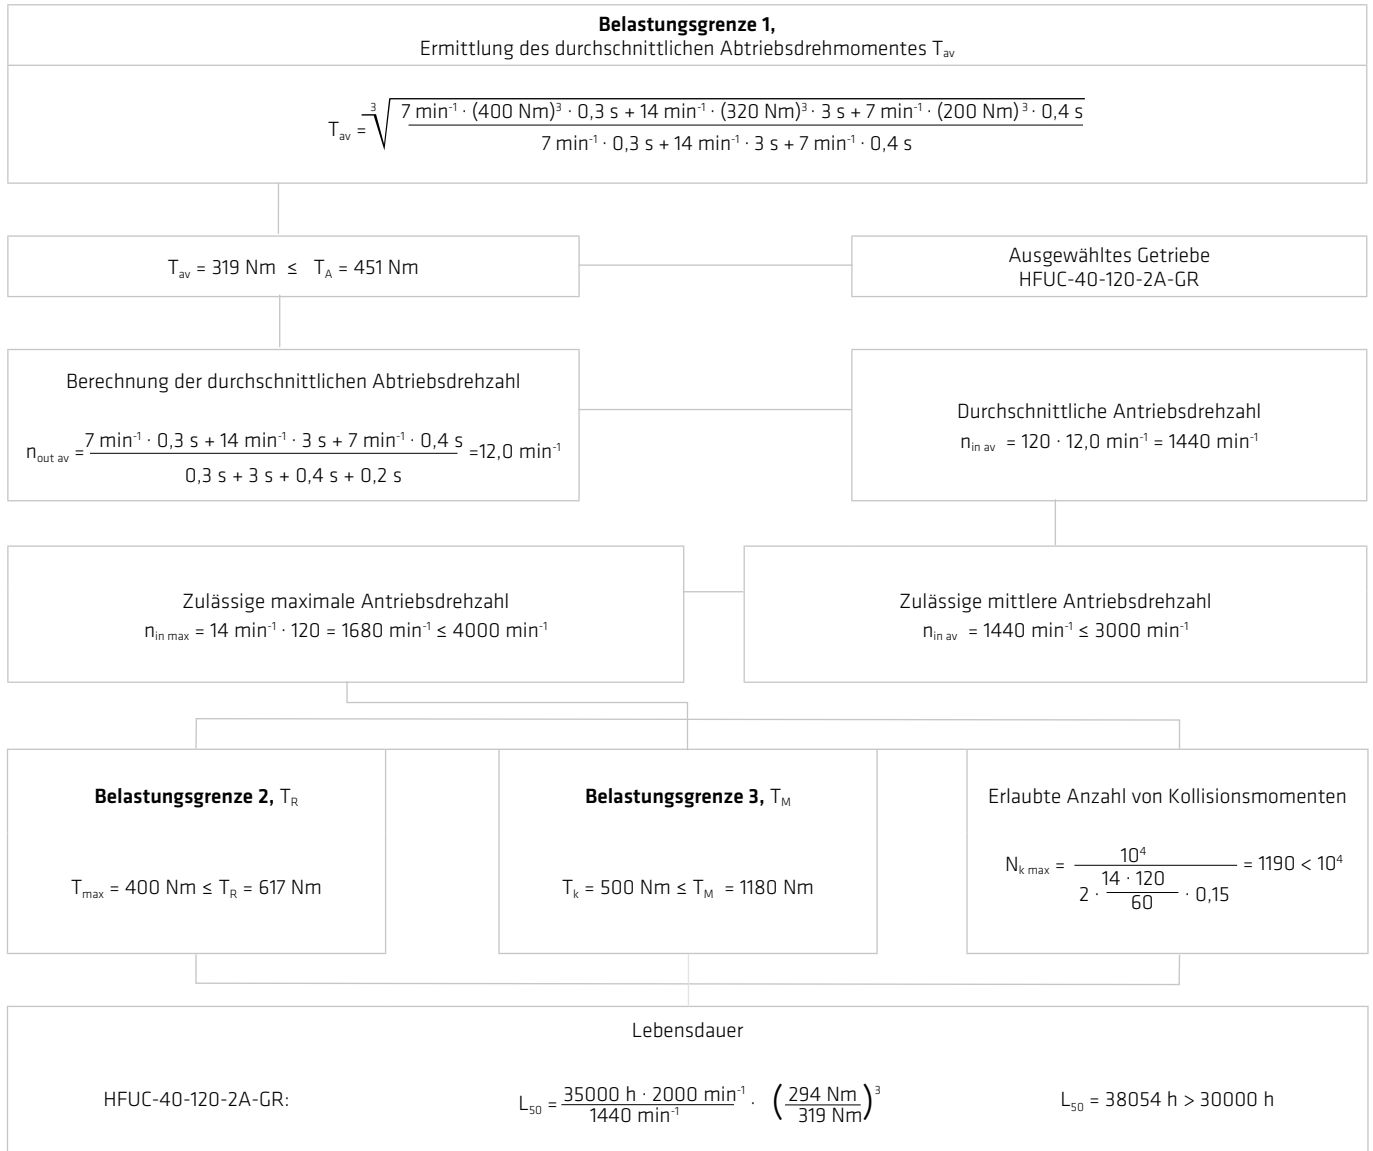 Belastungsgrenze 1,
Ermittlung des durchschnittlichen Abtriebsdrehmomentes T_av
T_av = ∛ 7 min⁻¹ · (400 Nm)³ · 0,3 s + 14 min⁻¹ · (320 Nm)³ · 3 s + 7 min⁻¹ · (200 Nm)³ · 0,4 s
7 min⁻¹ · 0,3 s + 14 min⁻¹ · 3 s + 7 min⁻¹ · 0,4 s
T_av = 319 Nm ≤ T_A = 451 Nm
Ausgewähltes Getriebe
HFUC-40-120-2A-GR
Berechnung der durchschnittlichen Abtriebsdrehzahl
n_out av = 7 min⁻¹ · 0,3 s + 14 min⁻¹ · 3 s + 7 min⁻¹ · 0,4 s =12,0 min⁻¹
0,3 s + 3 s + 0,4 s + 0,2 s
Durchschnittliche Antriebsdrehzahl
n_in av = 120 · 12,0 min⁻¹ = 1440 min⁻¹
Zulässige maximale Antriebsdrehzahl
n_in max = 14 min⁻¹ · 120 = 1680 min⁻¹ ≤ 4000 min⁻¹
Zulässige mittlere Antriebsdrehzahl
n_in av = 1440 min⁻¹ ≤ 3000 min⁻¹
Belastungsgrenze 2, T_R
T_max = 400 Nm ≤ T_R = 617 Nm
Belastungsgrenze 3, T_M
T_k = 500 Nm ≤ T_M = 1180 Nm
Erlaubte Anzahl von Kollisionsmomenten
N_k max = 10⁴ = 1190 < 10⁴
2 · 14 · 120 · 0,15
60
Lebensdauer
HFUC-40-120-2A-GR:
L₅₀ = 35000 h · 2000 min⁻¹ · (294 Nm)³
1440 min⁻¹ 319 Nm
L₅₀ = 38054 h > 30000 h